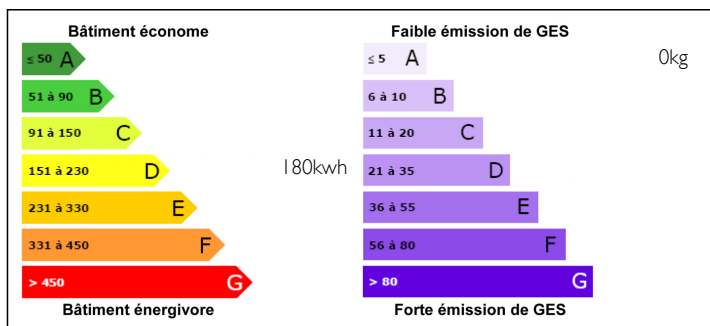 Bâtiment économe
≤ 50 A
51 à 90 B
91 à 150 C
151 à 230 D
180kwh
231 à 330 E
331 à 450 F
> 450 G
Bâtiment énergivore
Faible émission de GES
≤ 5 A
0kg
6 à 10 B
11 à 20 C
21 à 35 D
36 à 55 E
56 à 80 F
> 80 G
Forte émission de GES